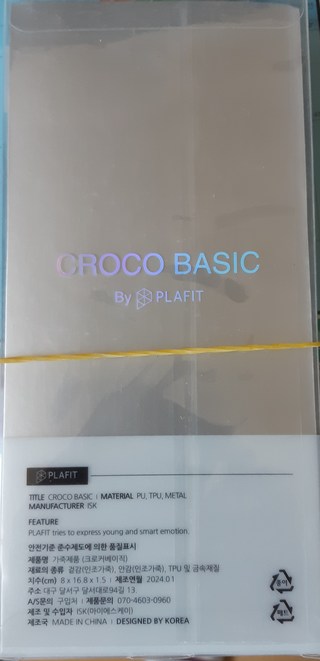 CROCO BASIC
By PLAFIT
PLAFIT
TITLE CROCO BASIC | MATERIAL PU, TPU, METAL
MANUFACTURER ISK
FEATURE
PLAFIT tries to express young and smart emotion.
안전기준 준수제도에 의한 품질표시
제품명 가죽제품 (크로커베이직)
재료의 종류 겉감(인조가죽), 안감(인조가죽), TPU 및 금속재질
치수(cm) 8 x 16.8 x 1.5 | 제조연월 2024.01
주소 대구 달서구 달서대로94길 13.
A/S문의 구입처 | 제품문의 070-4603-0960
제조 및 수입자 ISK(아이에스케이)
제조국 MADE IN CHINA | DESIGNED BY KOREA
종이